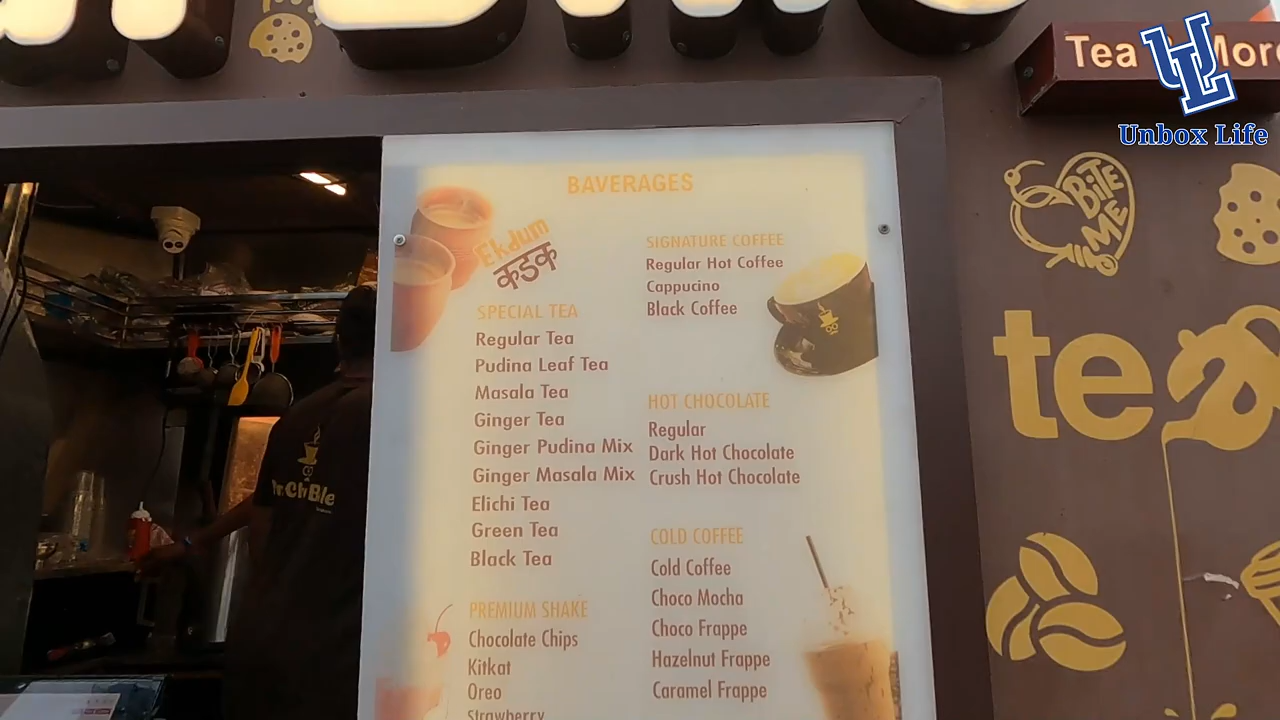 Tea
Unbox Life
BITE
ME
tea
BAVERAGES
Ekdum
कडक
SPECIAL TEA
Regular Tea
Pudina Leaf Tea
Masala Tea
Ginger Tea
Ginger Pudina Mix
Ginger Masala Mix
Elichi Tea
Green Tea
Black Tea
PREMIUM SHAKE
Chocolate Chips
Kitkat
Oreo
Strawberry
SIGNATURE COFFEE
Regular Hot Coffee
Cappucino
Black Coffee
HOT CHOCOLATE
Regular
Dark Hot Chocolate
Crush Hot Chocolate
COLD COFFEE
Cold Coffee
Choco Mocha
Choco Frappe
Hazelnut Frappe
Caramel Frappe